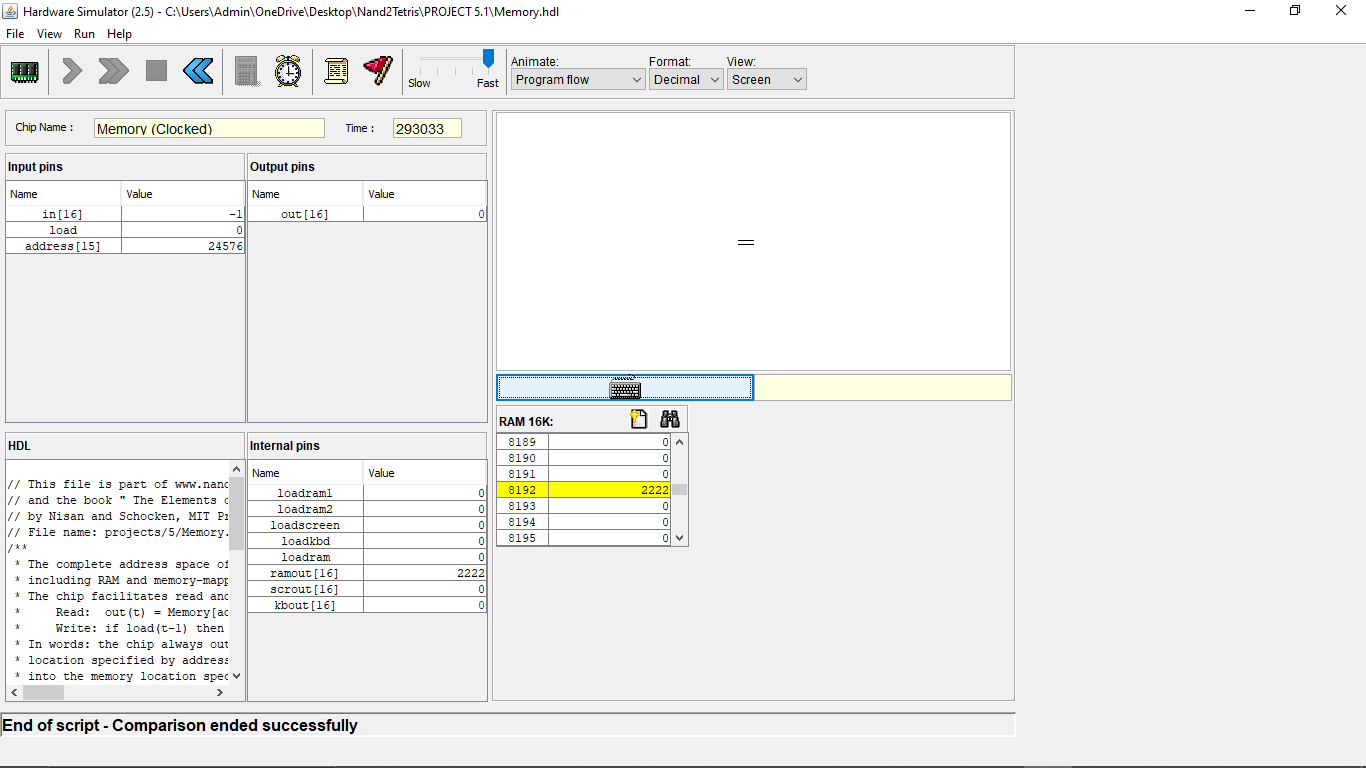 Hardware Simulator (2.5) - C:\Users\Admin\OneDrive\Desktop\Nand2Tetris\PROJECT 5.1\Memory.hdl
File View Run Help
Slow Fast
Animate: Format: View:
Program flow Decimal Screen
Chip Name : Memory (Clocked) Time : 293033
Input pins
Name Value
in[16] -1
load 0
address[15] 24576
Output pins
Name Value
out[16] 0
HDL
// This file is part of www.nand
// and the book " The Elements o
// by Nisan and Schocken, MIT Pr
// File name: projects/5/Memory.
/**
* The complete address space of
* including RAM and memory-mapp
* The chip facilitates read and
* Read: out(t) = Memory[ad
* Write: if load(t-1) then
* In words: the chip always out
* location specified by address
* into the memory location spec
Internal pins
Name Value
loadram1 0
loadram2 0
loadscreen 0
loadkbd 0
loadram 0
ramout[16] 2222
scrout[16] 0
kbout[16] 0
RAM 16K:
8189 0
8190 0
8191 0
8192 2222
8193 0
8194 0
8195 0
End of script - Comparison ended successfully